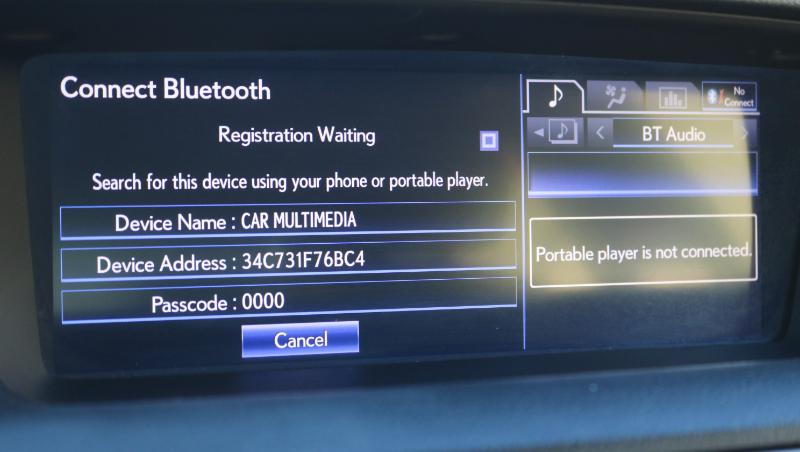 Connect Bluetooth
Registration Waiting
Search for this device using your phone or portable player.
Device Name : CAR MULTIMEDIA
Device Address : 34C731F76BC4
Passcode : 0000
Cancel
No
Connect
BT Audio
Portable player is not connected.